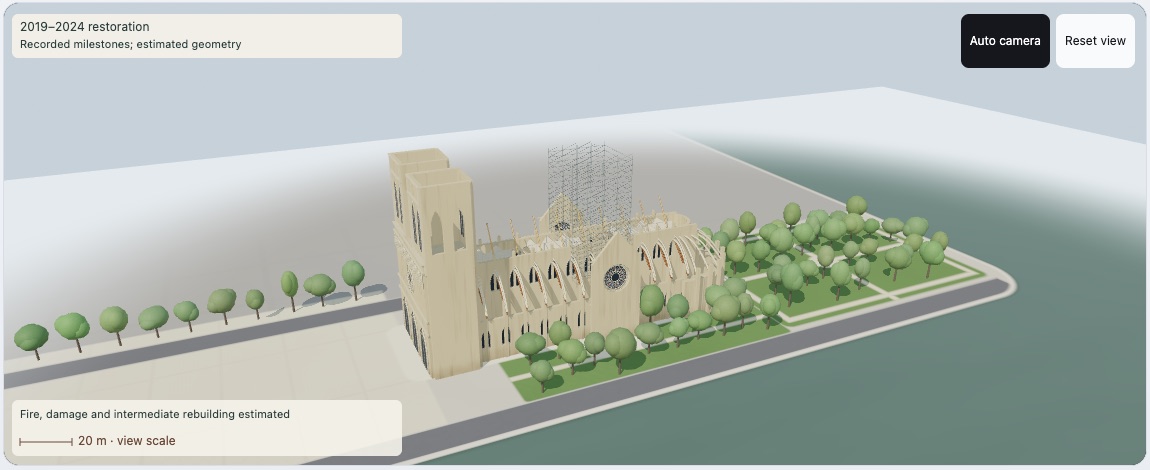 2019–2024 restoration
Recorded milestones; estimated geometry
Auto camera
Reset view
Fire, damage and intermediate rebuilding estimated
20 m · view scale